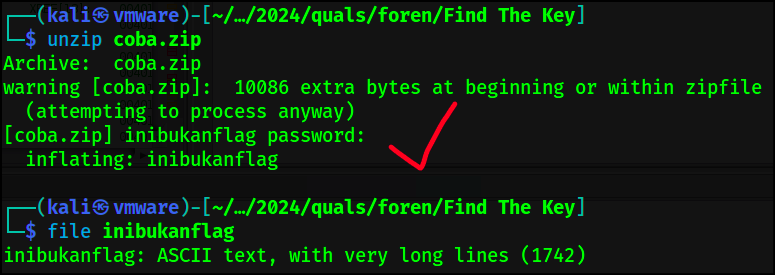 ┌──(kali㉿vmware)-[~/…/2024/quals/foren/Find The Key]
└─$ unzip coba.zip
Archive:  coba.zip
warning [coba.zip]:  10086 extra bytes at beginning or within zipfile
  (attempting to process anyway)
[coba.zip] inibukanflag password:
  inflating: inibukanflag
┌──(kali㉿vmware)-[~/…/2024/quals/foren/Find The Key]
└─$ file inibukanflag
inibukanflag: ASCII text, with very long lines (1742)